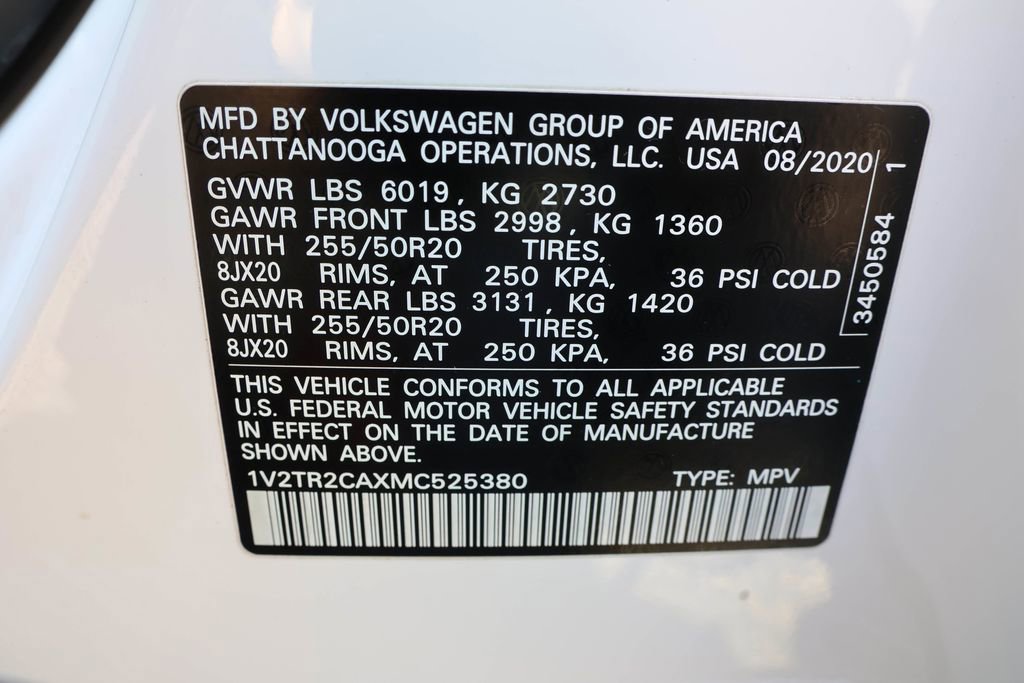 MFD BY VOLKSWAGEN GROUP OF AMERICA
CHATTANOOGA OPERATIONS, LLC. USA 08/2020
GVWR LBS 6019, KG 2730
GAWR FRONT LBS 2998, KG 1360
WITH 255/50R20 TIRES,
8JX20 RIMS, AT 250 KPA, 36 PSI COLD
GAWR REAR LBS 3131, KG 1420
WITH 255/50R20 TIRES,
8JX20 RIMS, AT 250 KPA, 36 PSI COLD
3450584 1
THIS VEHICLE CONFORMS TO ALL APPLICABLE
U.S. FEDERAL MOTOR VEHICLE SAFETY STANDARDS
IN EFFECT ON THE DATE OF MANUFACTURE
SHOWN ABOVE.
1V2TR2CAXMC525380 TYPE: MPV